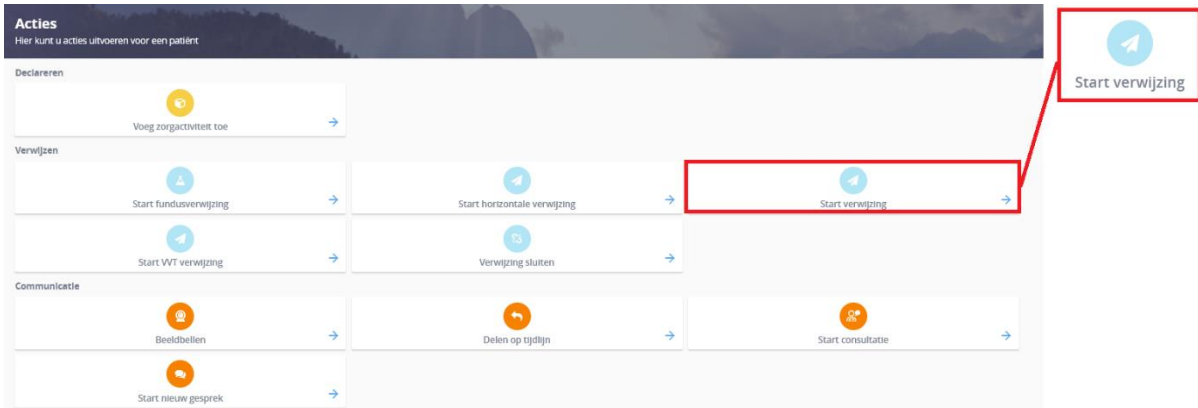 Acties
Hier kunt u acties uitvoeren voor een patiënt
Declareren
Voeg zorgactiviteit toe
Verwijzen
Start fundusverwijzing
Start horizontale verwijzing
Start verwijzing
Start verwijzing
Start VVT verwijzing
Verwijzing sluiten
Communicatie
Beeldbellen
Delen op tijdlijn
Start consultatie
Start nieuw gesprek